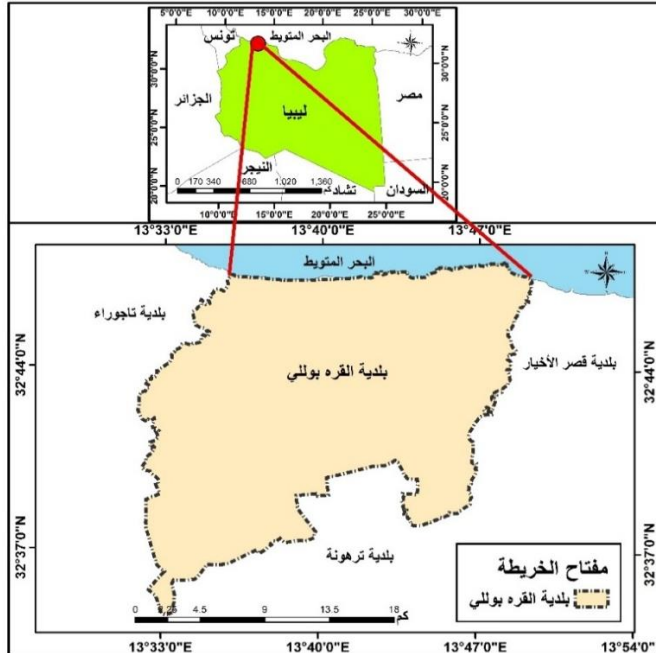 5°0'0"E 10°0'0"E 15°0'0"E 20°0'0"E 25°0'0"E
تونس
البحر المتويط
30°0'0"N
30°0'0"N
الجزائر
مصر
ليبيا
25°0'0"N
25°0'0"N
النيجر
0 170 340 680 1,020 1,360
كم
تشاد
السودان
20°0'0"N
20°0'0"N
10°0'0"E 15°0'0"E 20°0'0"E 25°0'0"E
13°33'0"E 13°40'0"E 13°47'0"E
البحر المتويط
بلدية تاجوراء
بلدية قصر الأخيار
بلدية القره بوللي
32°44'0"N
32°44'0"N
32°37'0"N
32°37'0"N
بلدية ترهونة
مفتاح الخريطة
بلدية القره بوللي
0 2.25 4.5 9 13.5 18
كم
13°33'0"E 13°40'0"E 13°47'0"E 13°54'0"E